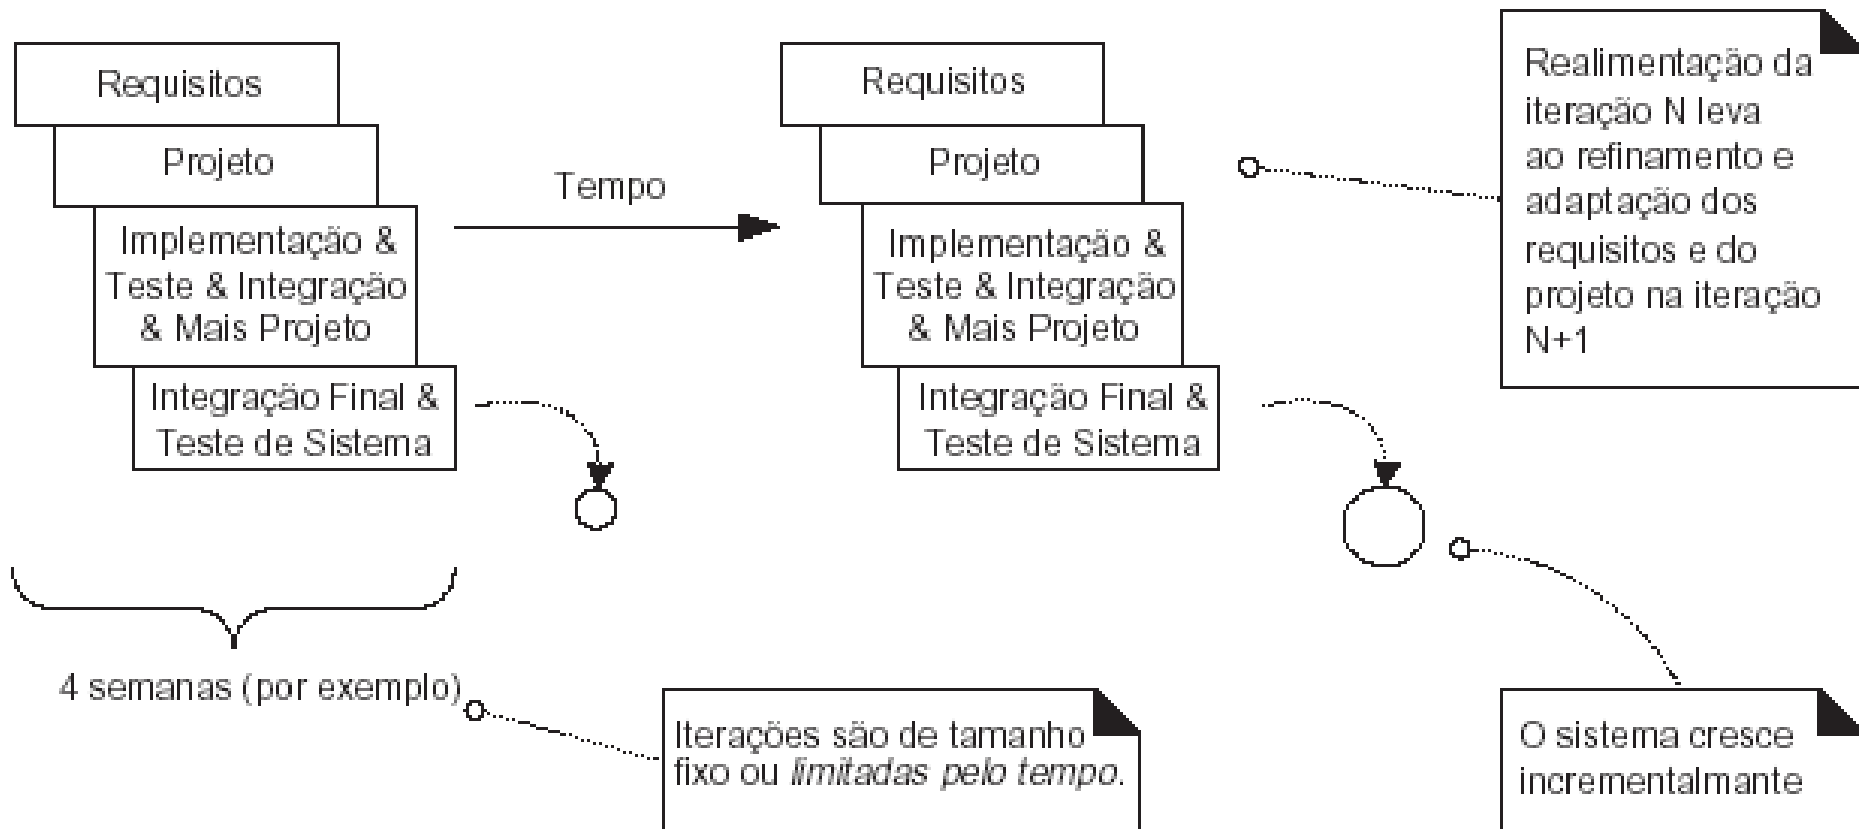 Requisitos
Projeto
Implementação &
Teste & Integração
& Mais Projeto
Integração Final &
Teste de Sistema
Tempo
Requisitos
Projeto
Implementação &
Teste & Integração
& Mais Projeto
Integração Final &
Teste de Sistema
Realimentação da
iteração N leva
ao refinamento e
adaptação dos
requisitos e do
projeto na iteração
N+1
4 semanas (por exemplo)
Iterações são de tamanho
fixo ou limitadas pelo tempo.
O sistema cresce
incrementalmante